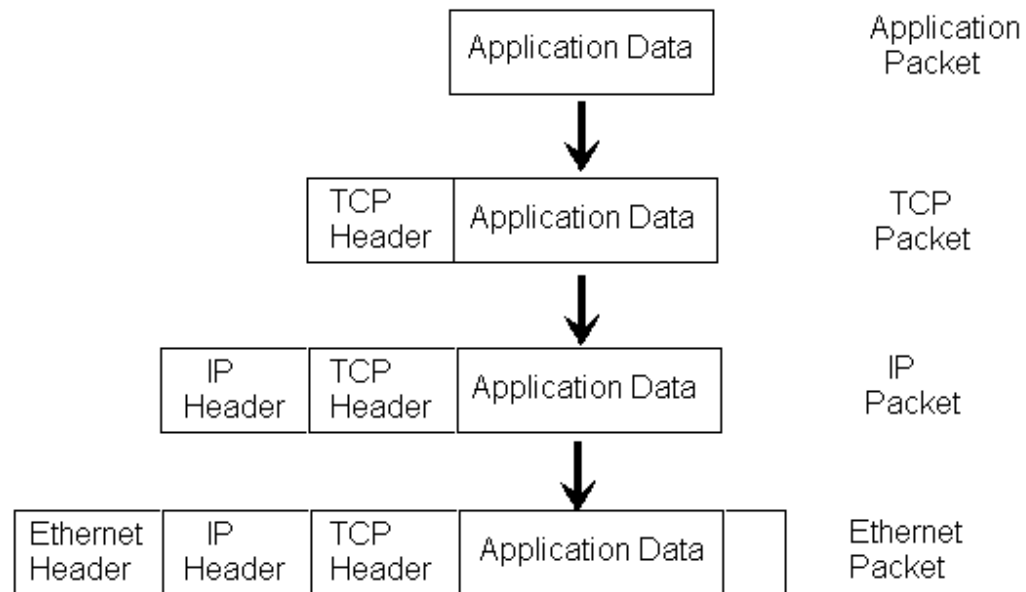 Application Data
Application
Packet
TCP
Header
Application Data
TCP
Packet
IP
Header
TCP
Header
Application Data
IP
Packet
Ethernet
Header
IP
Header
TCP
Header
Application Data
Ethernet
Packet